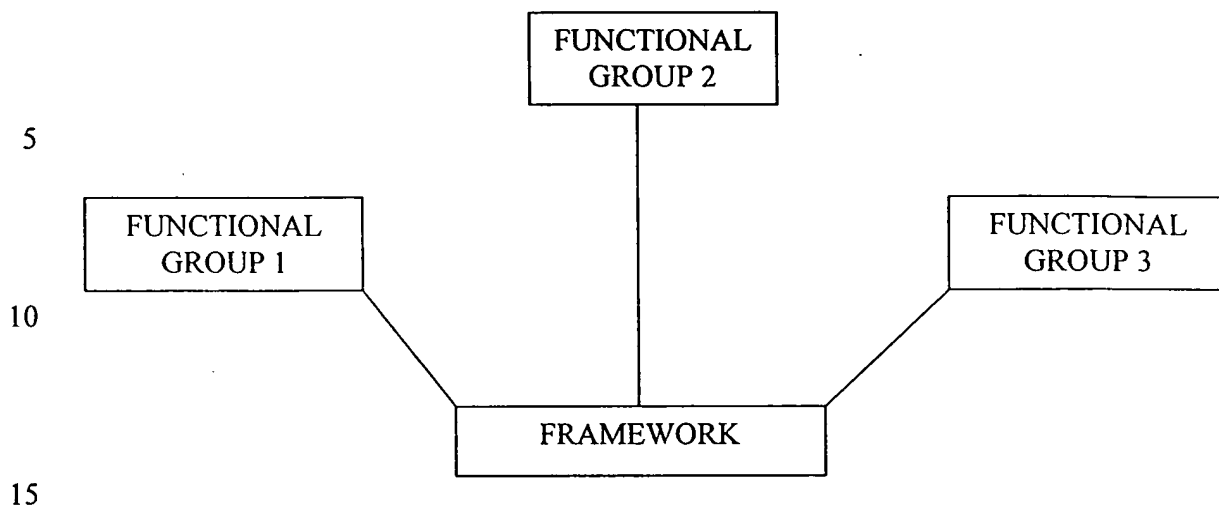 FUNCTIONAL
GROUP 2
5
FUNCTIONAL
GROUP 1
FUNCTIONAL
GROUP 3
10
FRAMEWORK
15